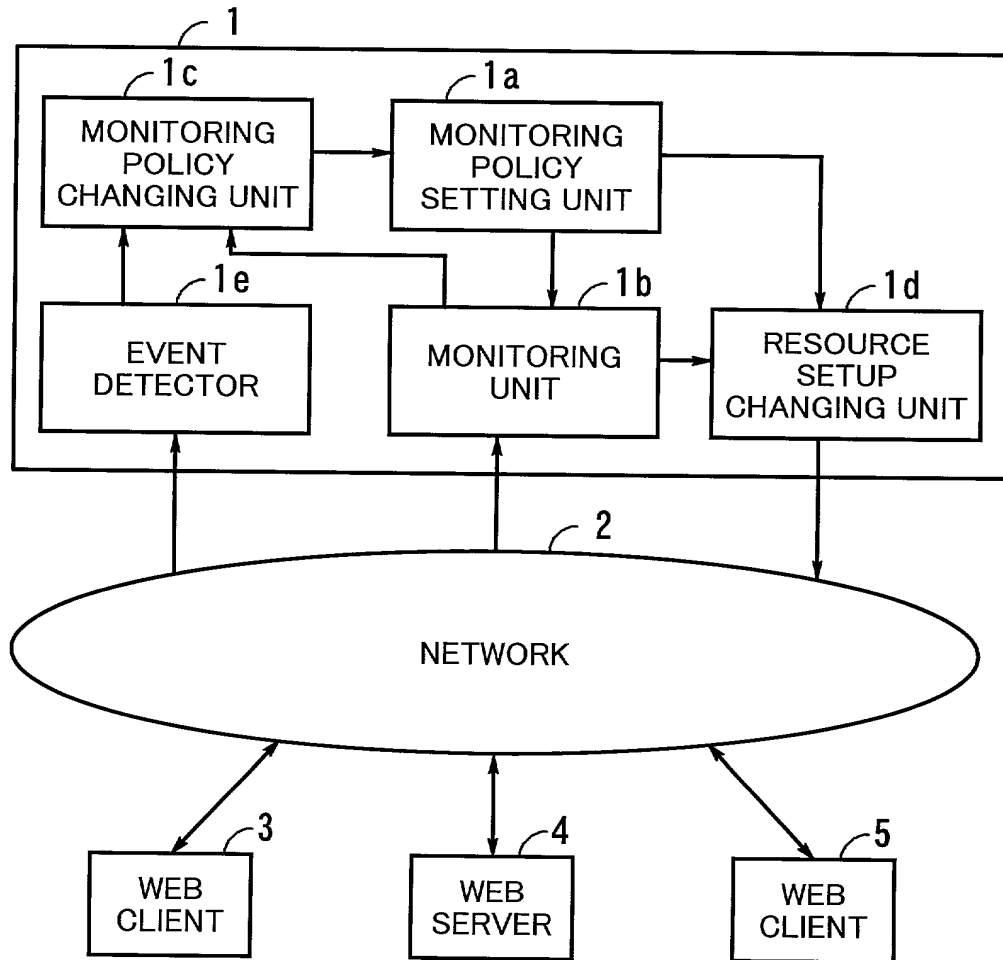 1
1c
MONITORING
POLICY
CHANGING UNIT
1a
MONITORING
POLICY
SETTING UNIT
1e
EVENT
DETECTOR
1b
MONITORING
UNIT
1d
RESOURCE
SETUP
CHANGING UNIT
2
NETWORK
3
WEB
CLIENT
4
WEB
SERVER
5
WEB
CLIENT